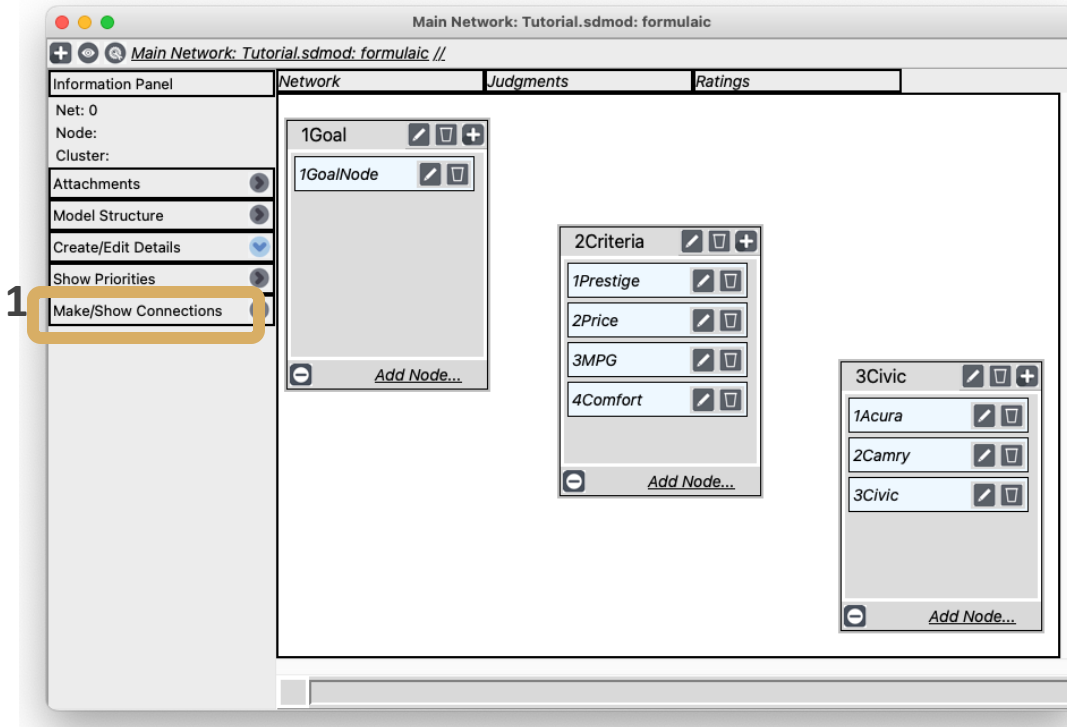 Main Network: Tutorial.sdmod: formulaic
Main Network: Tutorial.sdmod: formulaic //
Information Panel
Network
Judgments
Ratings
Net: 0
Node:
Cluster:
Attachments
Model Structure
Create/Edit Details
Show Priorities
1
Make/Show Connections
1Goal
1GoalNode
Add Node...
2Criteria
1Prestige
2Price
3MPG
4Comfort
Add Node...
3Civic
1Acura
2Camry
3Civic
Add Node...